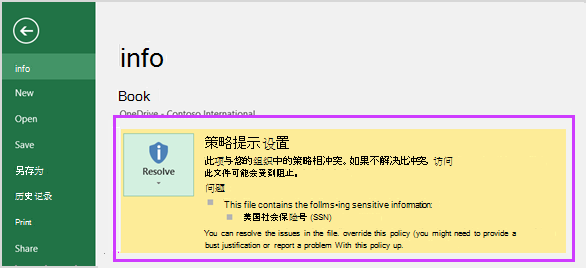 info
Book
OneDrive - Contoso International
info
New
Open
Save
另存为
历史记录
Print
Share
Resolve
策略提示设置
此项与您的组织中的策略相冲突。如果不解决此冲突, 访问
此文件可能会受到阻止。
问题
This file contains the follms-ing sensitive information:
美国社会保险号 (SSN)
You can resolve the issues in the file. override this policy (you might need to provide a
bust justification or report a problem With this policy up.